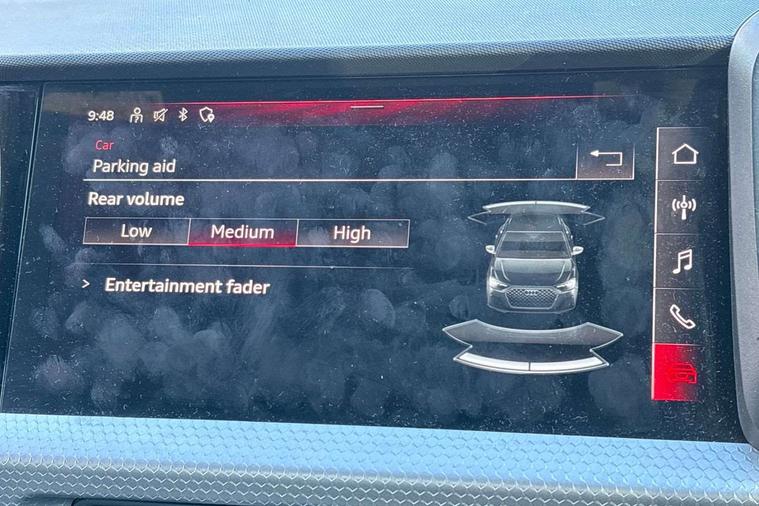 9:48
Car
Parking aid
Rear volume
Low Medium High
> Entertainment fader